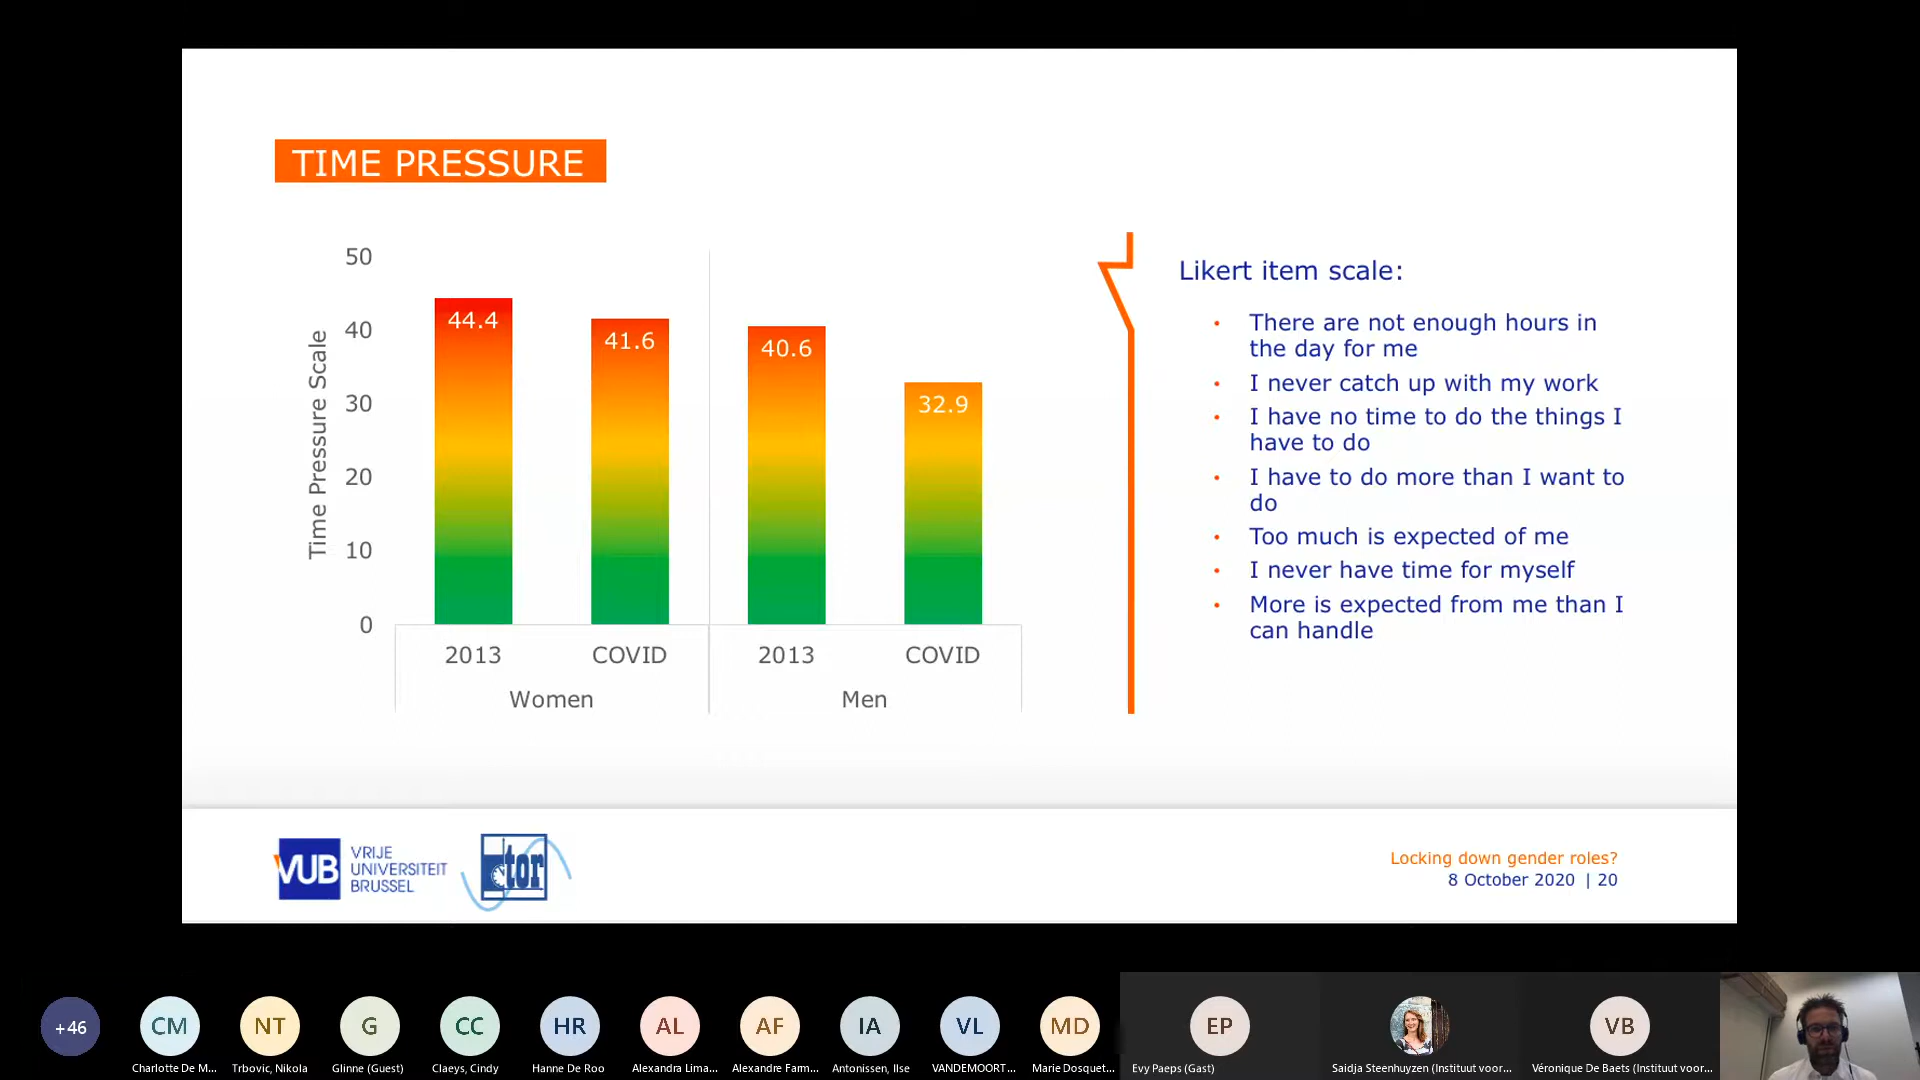 TIME PRESSURE
50
40
30
20
10
0
Time Pressure Scale
44.4
41.6
40.6
32.9
2013
COVID
2013
COVID
Women
Men
Likert item scale:
• There are not enough hours in
the day for me
• I never catch up with my work
• I have no time to do the things I
have to do
• I have to do more than I want to
do
• Too much is expected of me
• I never have time for myself
• More is expected from me than I
can handle
VUB
VRIJE
UNIVERSITEIT
BRUSSEL
tor
Locking down gender roles?
8 October 2020 | 20
+46
CM
NT
G
CC
HR
AL
AF
IA
VL
MD
EP
VB
Charlotte De M...
Trbovic, Nikola
Glinne (Guest)
Claeys, Cindy
Hanne De Roo
Alexandra Lima...
Alexandre Farm...
Antonissen, Ilse
VANDEMOORT...
Marie Dosquet...
Evy Paeps (Gast)
Saidja Steenhuyzen (Instituut voor...
Véronique De Baets (Instituut voor...